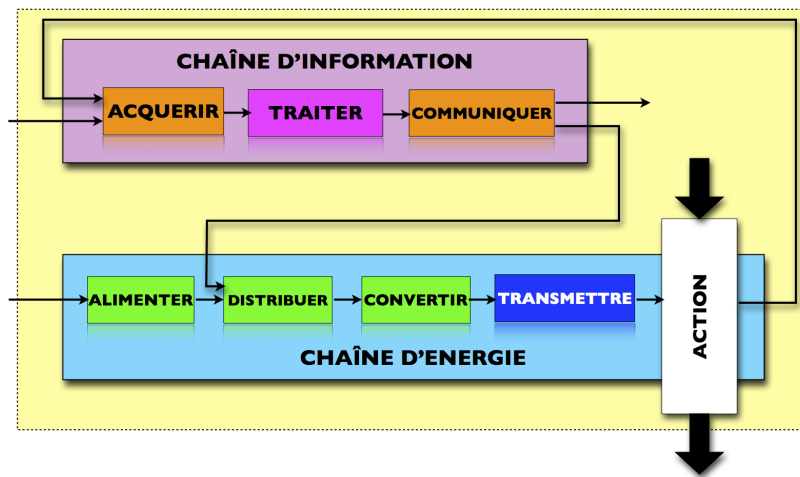 CHAÎNE D'INFORMATION
ACQUERIR
TRAITER
COMMUNIQUER
ALIMENTER
DISTRIBUER
CONVERTIR
TRANSMETTRE
ACTION
CHAÎNE D'ENERGIE